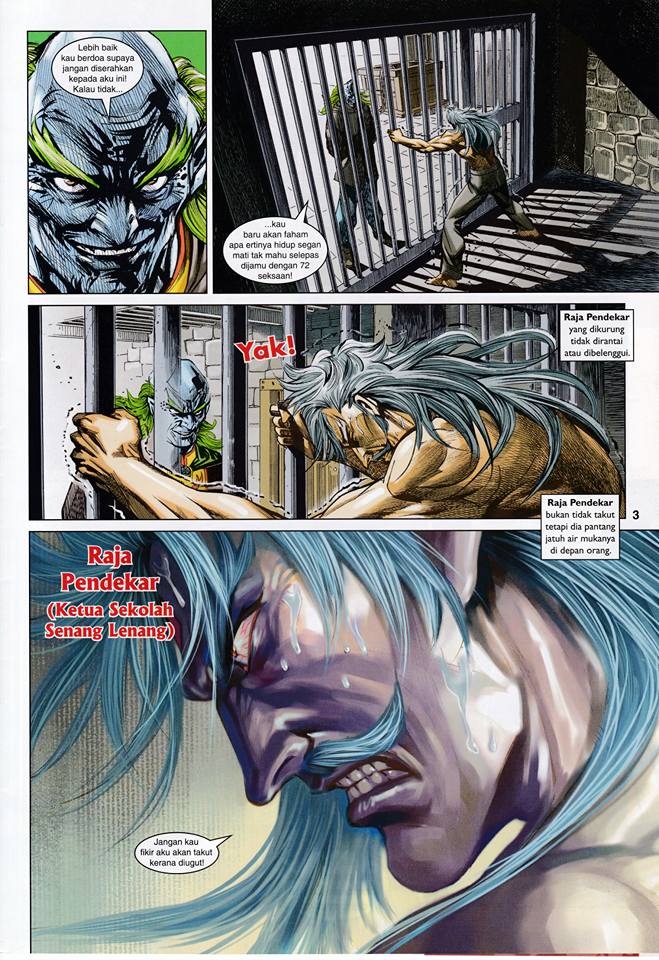 Lebih baik
kau berdoa supaya
jangan diserahkan
kepada aku ini!
Kalau tidak...
...kau
baru akan faham
apa ertinya hidup segan
mati tak mahu selepas
dijamu dengan 72
seksaan!
Yak!
Raja Pendekar
yang dikurung
tidak dirantai
atau dibelenggui.
Raja Pendekar
bukan tidak takut
tetapi dia pantang
jatuh air mukanya
di depan orang.
3
Raja
Pendekar
(Ketua Sekolah
Senang Lenang)
Jangan kau
fikir aku akan takut
kerana diugut!